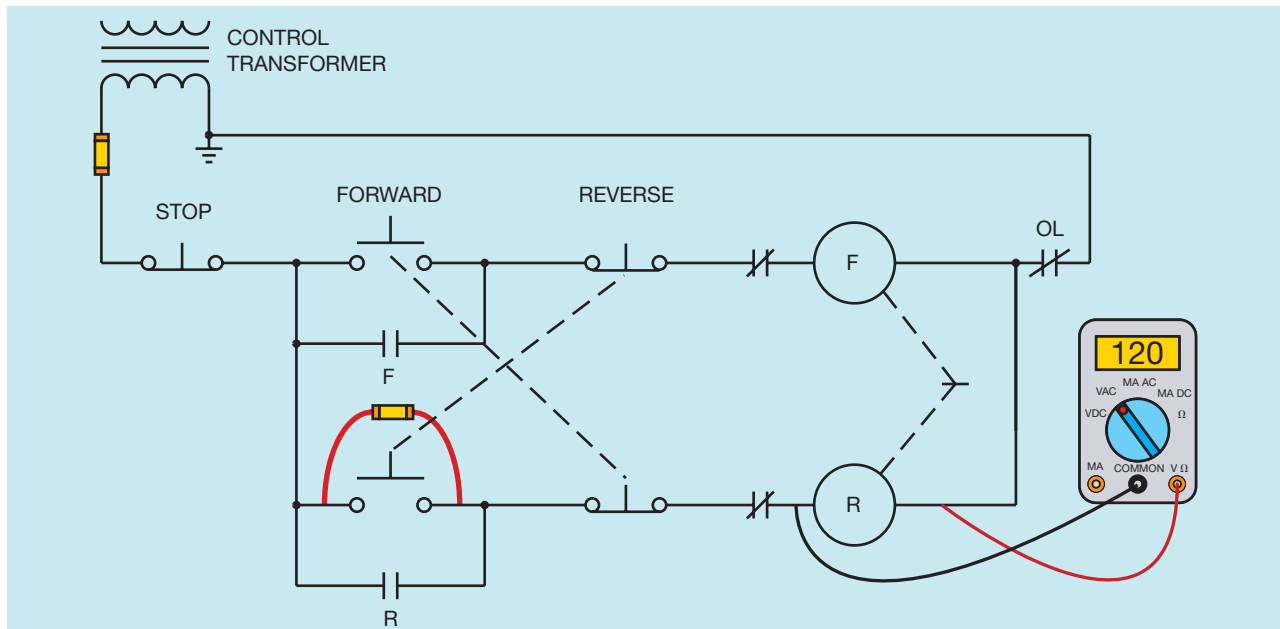 CONTROL
TRANSFORMER
STOP
FORWARD
REVERSE
F
OL
F
120
MA AC
VAC
MA DC
VDC
Ω
MA
COMMON
V Ω
R
R